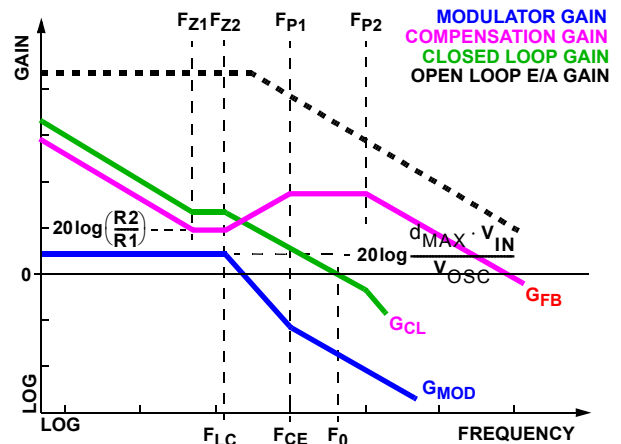 MODULATOR GAIN
COMPENSATION GAIN
CLOSED LOOP GAIN
OPEN LOOP E/A GAIN
FZ1 FZ2 FP1 FP2
GAIN
20log(R2/R1)
20log dMAX · VIN / VOSC
0
GFB
GCL
GMOD
LOG
LOG
FLC FCE F0 FREQUENCY